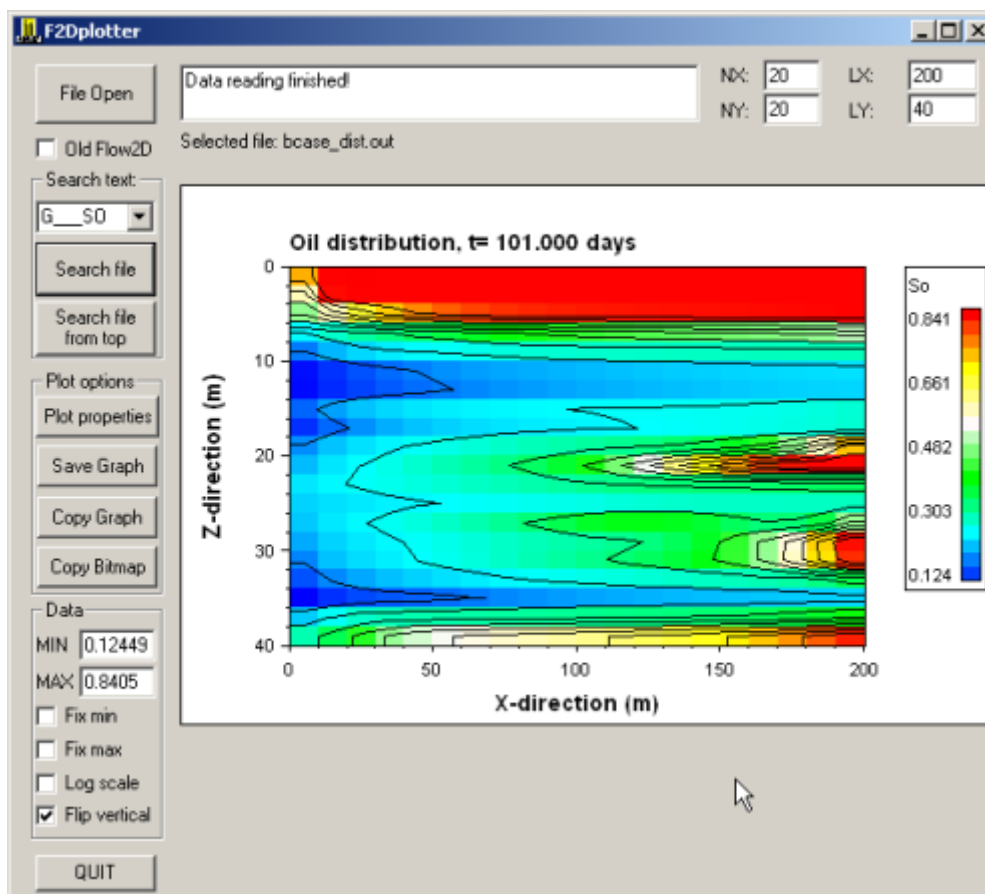 F2Dplotter
File Open
Data reading finished!
NX: 20 LX: 200
NY: 20 LY: 40
Old Flow2D
Selected file: bcase_dist.out
Search text:
G___SO
Search file
Search file
from top
Plot options
Plot properties
Save Graph
Copy Graph
Copy Bitmap
Data
MIN 0.12449
MAX 0.8405
Fix min
Fix max
Log scale
Flip vertical
QUIT
Oil distribution, t= 101.000 days
Z-direction (m)
0
10
20
30
40
0 50 100 150 200
X-direction (m)
So
0.841
0.661
0.482
0.303
0.124